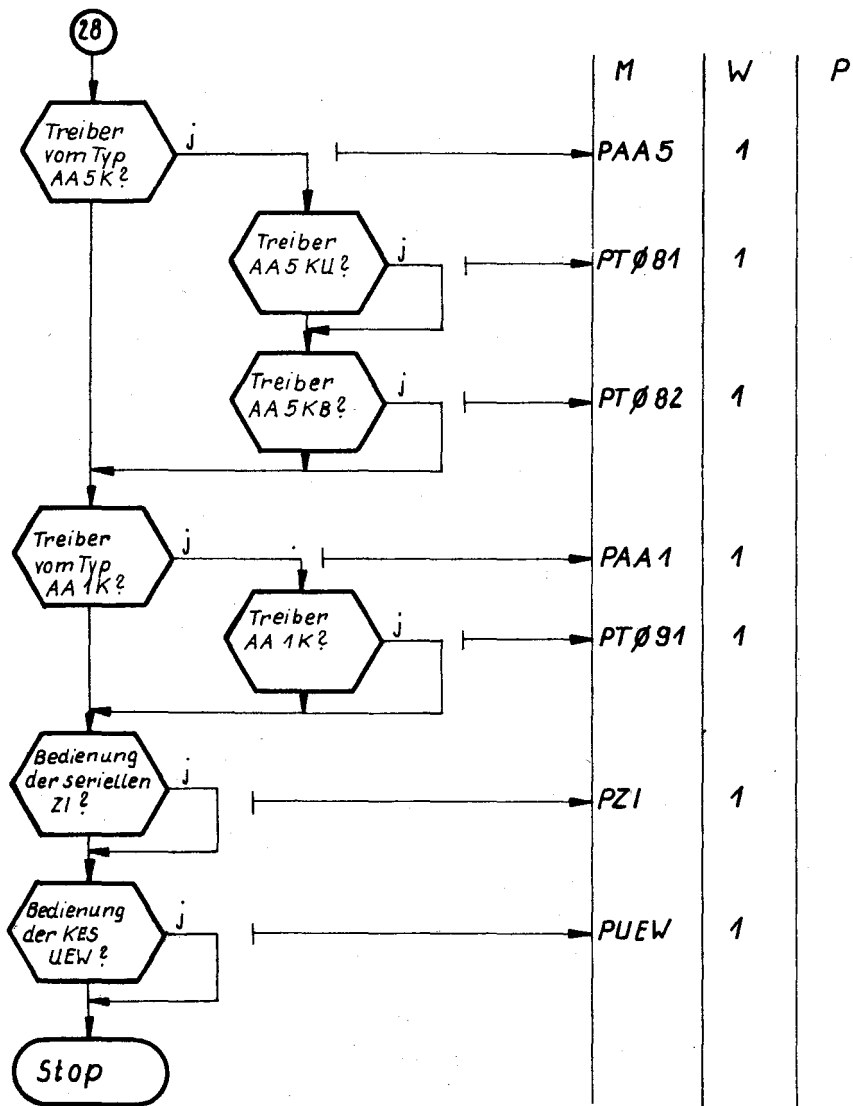 28
M W P
Treiber
vom Typ
AA5K?
j
PAA5 1
Treiber
AA5KU?
j
PTØ81 1
Treiber
AA5KB?
j
PTØ82 1
Treiber
vom Typ
AA1K?
j
PAA1 1
Treiber
AA1K?
j
PTØ91 1
Bedienung
der seriellen
ZI?
j
PZI 1
Bedienung
der KES
UEW?
j
PUEW 1
Stop